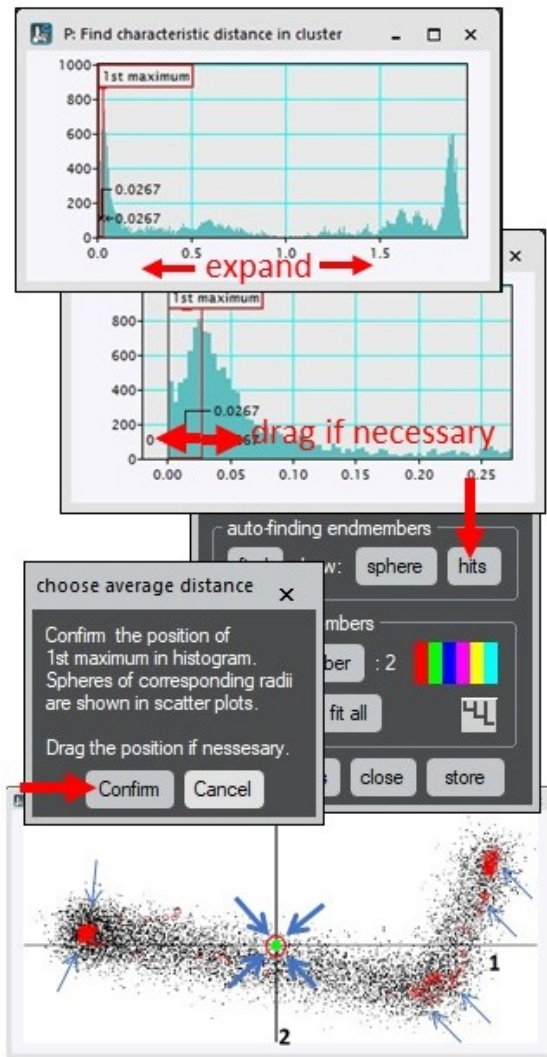 P: Find characteristic distance in cluster
1000
1st maximum
800
600
400
0.0267
200
0.0267
0
0.0 0.5 1.0 1.5
expand
1st maximum
800
600
400
0.0267
200
drag if necessary
0
67
0
0.00 0.05 0.10 0.15 0.20 0.25
auto-finding endmembers
sphere hits
choose average distance
Confirm the position of
1st maximum in histogram.
Spheres of corresponding radii
are shown in scatter plots.
Drag the position if nessesary.
Confirm Cancel
: 2
fit all
close store
1
2